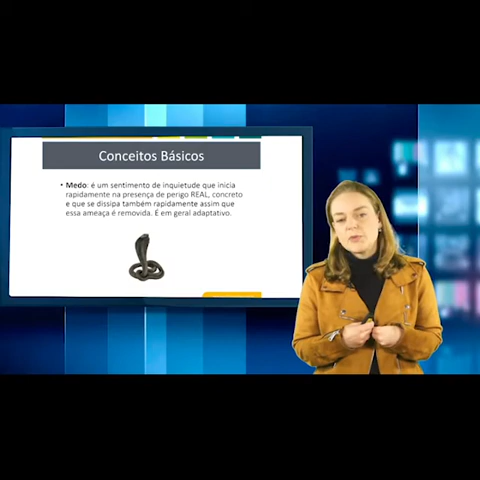 Conceitos Básicos
• Medo: é um sentimento de inquietude que inicia
rapidamente na presença de perigo REAL, concreto
e que se dissipa também rapidamente assim que
essa ameaça é removida. É em geral adaptativo.